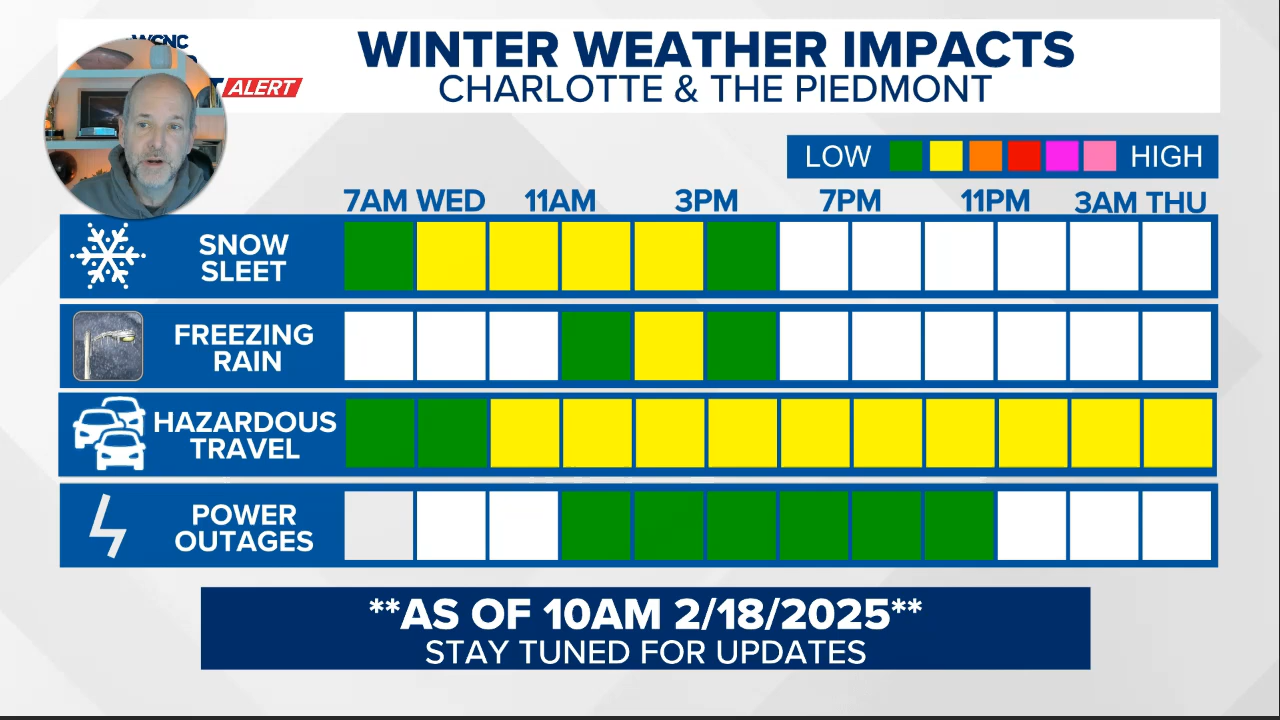 WCNC
ALERT
WINTER WEATHER IMPACTS
CHARLOTTE & THE PIEDMONT
LOW HIGH
7AM WED 11AM 3PM 7PM 11PM 3AM THU
SNOW
SLEET
FREEZING
RAIN
HAZARDOUS
TRAVEL
POWER
OUTAGES
**AS OF 10AM 2/18/2025**
STAY TUNED FOR UPDATES